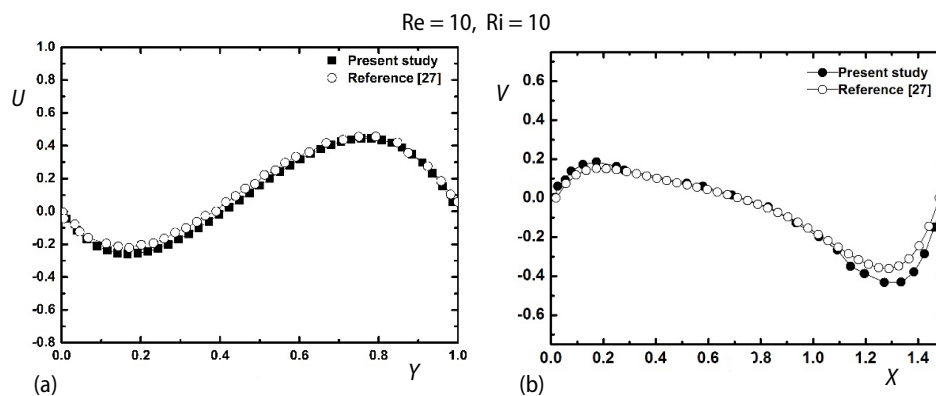 Re = 10, Ri = 10
1.0
0.8
0.6
0.4
0.2
0.0
-0.2
-0.4
-0.6
0.8
U
Present study
Reference [27]
0.0 0.2 0.4 0.6 0.8 1.0
Y
(a)
0.6
0.4
0.2
0.0
-0.2
-0.4
-0.6
V
Present study
Reference [27]
0.0 0.2 0.4 0.6 0.8 1.0 1.2 1.4
X
(b)